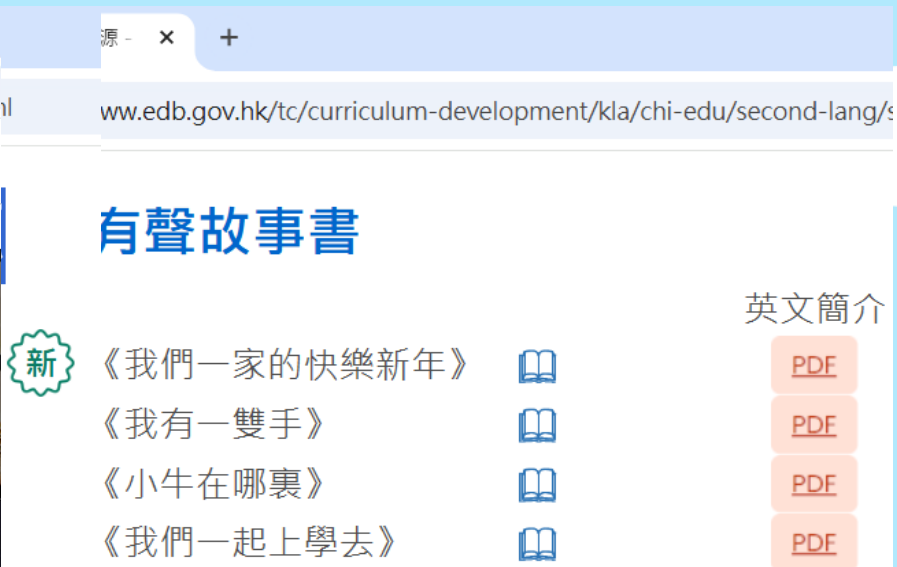 源 -
ww.edb.gov.hk/tc/curriculum-development/kla/chi-edu/second-lang/
有聲故事書
英文簡介
新 《我們一家的快樂新年》 PDF
《我有一雙手》 PDF
《小牛在哪裏》 PDF
《我們一起上學去》 PDF